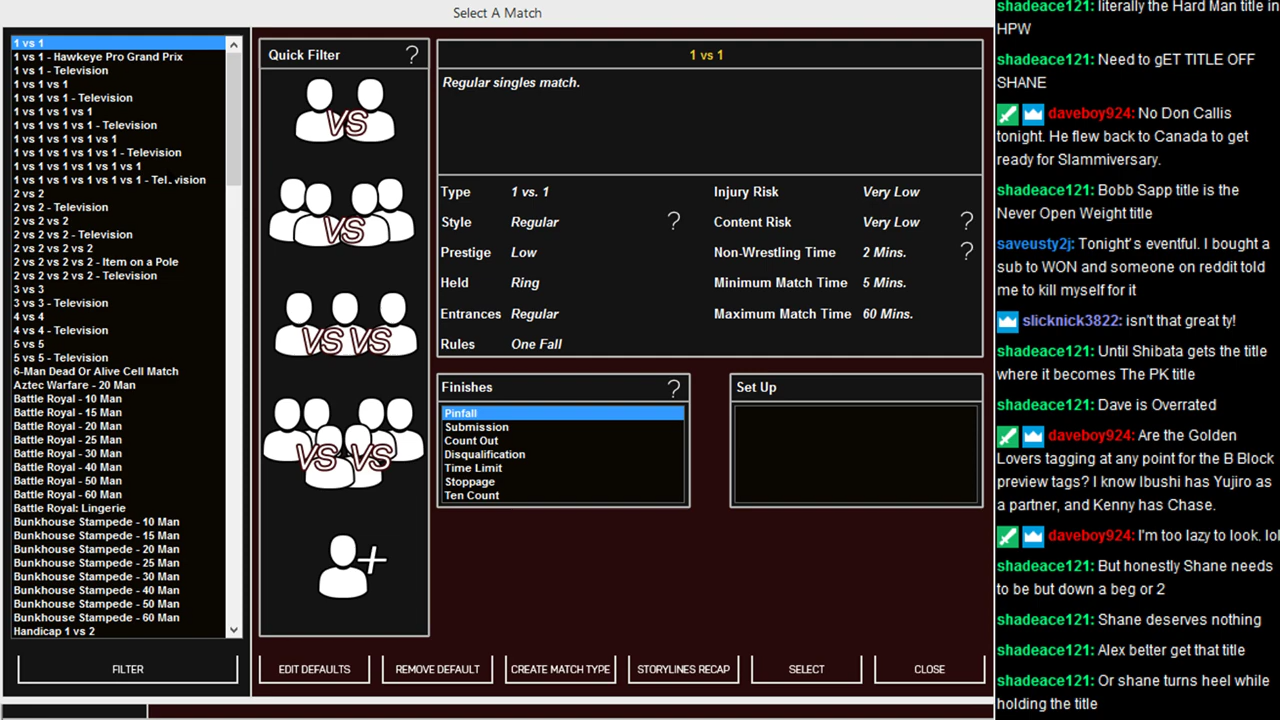 Select A Match
1 vs 1
1 vs 1 - Hawkeye Pro Grand Prix
1 vs 1 - Television
1 vs 1 vs 1
1 vs 1 vs 1 - Television
1 vs 1 vs 1 vs 1
1 vs 1 vs 1 vs 1 - Television
1 vs 1 vs 1 vs 1 vs 1
1 vs 1 vs 1 vs 1 vs 1 - Television
1 vs 1 vs 1 vs 1 vs 1 vs 1
1 vs 1 vs 1 vs 1 vs 1 vs 1 - Television
2 vs 2
2 vs 2 - Television
2 vs 2 vs 2
2 vs 2 vs 2 - Television
2 vs 2 vs 2 vs 2
2 vs 2 vs 2 vs 2 - Item on a Pole
2 vs 2 vs 2 vs 2 - Television
3 vs 3
3 vs 3 - Television
4 vs 4
4 vs 4 - Television
5 vs 5
5 vs 5 - Television
6-Man Dead Or Alive Cell Match
Aztec Warfare - 20 Man
Battle Royal - 10 Man
Battle Royal - 15 Man
Battle Royal - 20 Man
Battle Royal - 25 Man
Battle Royal - 30 Man
Battle Royal - 40 Man
Battle Royal - 50 Man
Battle Royal - 60 Man
Battle Royal: Lingerie
Bunkhouse Stampede - 10 Man
Bunkhouse Stampede - 15 Man
Bunkhouse Stampede - 20 Man
Bunkhouse Stampede - 25 Man
Bunkhouse Stampede - 30 Man
Bunkhouse Stampede - 40 Man
Bunkhouse Stampede - 50 Man
Bunkhouse Stampede - 60 Man
Handicap 1 vs 2
FILTER
Quick Filter ?
VS
VS
VS VS
VS VS
+
1 vs 1
Regular singles match.
Type 1 vs. 1
Style Regular ?
Prestige Low
Held Ring
Entrances Regular
Rules One Fall
Injury Risk Very Low
Content Risk Very Low ?
Non-Wrestling Time 2 Mins. ?
Minimum Match Time 5 Mins.
Maximum Match Time 60 Mins.
Finishes ?
Pinfall
Submission
Count Out
Disqualification
Time Limit
Stoppage
Ten Count
Set Up
EDIT DEFAULTS
REMOVE DEFAULT
CREATE MATCH TYPE
STORYLINES RECAP
SELECT
CLOSE
shadeace121: literally the Hard Man title in
HPW
shadeace121: Need to gET TITLE OFF
SHANE
daveboy924: No Don Callis
tonight. He flew back to Canada to get
ready for Slammiversary.
shadeace121: Bobb Sapp title is the
Never Open Weight title
saveusty2j: Tonight's eventful. I bought a
sub to WON and someone on reddit told
me to kill myself for it
slicknick3822: isn't that great ty!
shadeace121: Until Shibata gets the title
where it becomes The PK title
shadeace121: Dave is Overrated
daveboy924: Are the Golden
Lovers tagging at any point for the B Block
preview tags? I know Ibushi has Yujiro as
a partner, and Kenny has Chase.
daveboy924: I'm too lazy to look. lol
shadeace121: But honestly Shane needs
to be but down a beg or 2
shadeace121: Shane deserves nothing
shadeace121: Alex better get that title
shadeace121: Or shane turns heel while
holding the title